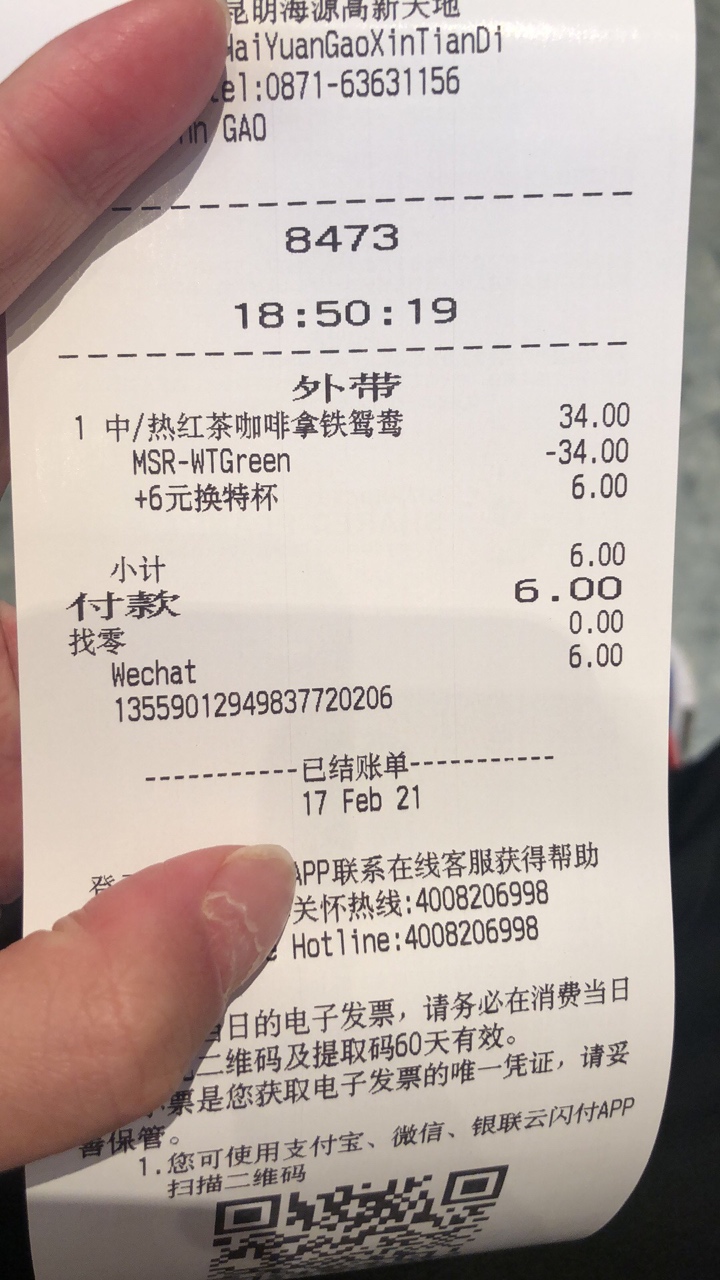 昆明海源高新天地
HaiYuanGaoXinTianDi
Tel:0871-63631156
GAO
8473
18:50:19
外带
1 中/热红茶咖啡拿铁鸳鸯 34.00
MSR-WTGreen -34.00
+6元换特杯 6.00
小计 6.00
付款 6.00
找零 0.00
Wechat 6.00
13559012949837720206
-----------已结账单-----------
17 Feb 21
APP联系在线客服获得帮助
关怀热线:4008206998
Hotline:4008206998
当日的电子发票，请务必在消费当日
二维码及提取码60天有效。
票是您获取电子发票的唯一凭证，请妥
善保管。
1.您可使用支付宝、微信、银联云闪付APP
扫描二维码